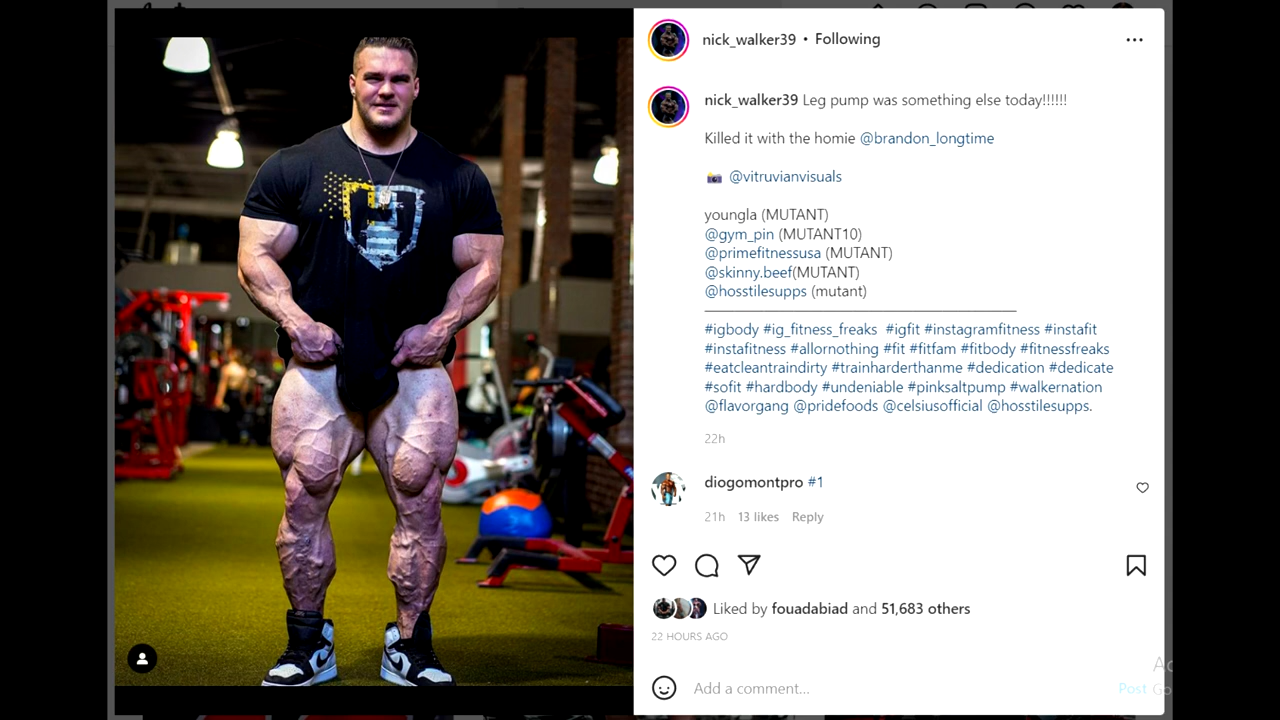 nick_walker39 • Following
nick_walker39 Leg pump was something else today!!!!!!
Killed it with the homie @brandon_longtime
@vitruvianvisuals
youngla (MUTANT)
@gym_pin (MUTANT10)
@primefitnessusa (MUTANT)
@skinny.beef(MUTANT)
@hosstilesupps (mutant)
#igbody #ig_fitness_freaks #igfit #instagramfitness #instafit
#instafitness #allornothing #fit #fitfam #fitbody #fitnessfreaks
#eatcleantraindirty #trainharderthanme #dedication #dedicate
#sofit #hardbody #undeniable #pinksaltpump #walkernation
@flavorgang @pridefoods @celsiusofficial @hosstilesupps.
22h
diogomontpro #1
21h 13 likes Reply
Liked by fouadabiad and 51,683 others
22 HOURS AGO
Add a comment...
Post